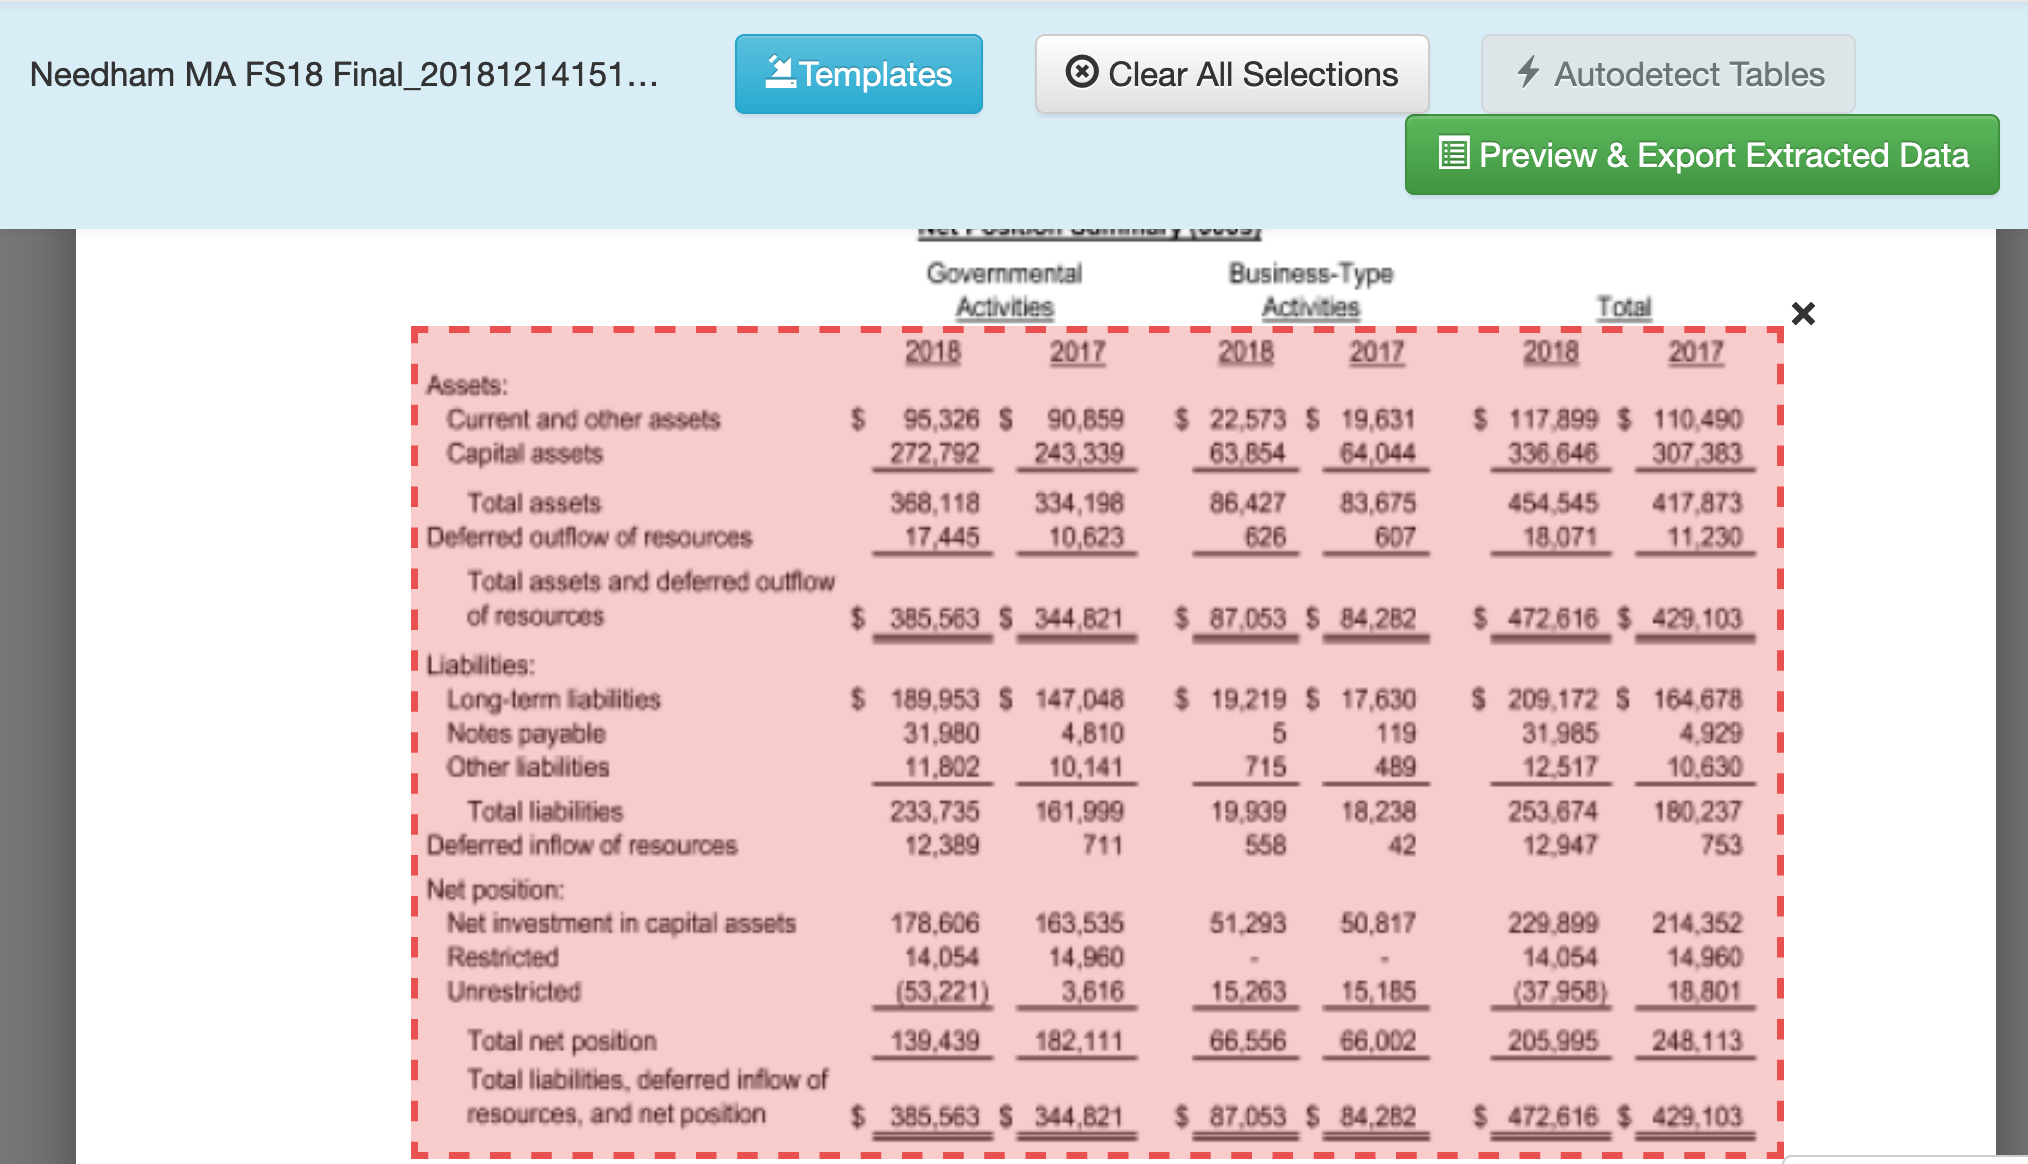 Needham MA FS18 Final_20181214151...
Templates
Clear All Selections
Autodetect Tables
Preview & Export Extracted Data
Net Position Summary (000s)
Governmental Business-Type
Activities Activities Total
2018 2017 2018 2017 2018 2017
Assets:
Current and other assets $ 95,326 $ 90,859 $ 22,573 $ 19,631 $ 117,899 $ 110,490
Capital assets 272,792 243,339 63,854 64,044 336,646 307,383
Total assets 368,118 334,198 86,427 83,675 454,545 417,873
Deferred outflow of resources 17,445 10,623 626 607 18,071 11,230
Total assets and deferred outflow
of resources $ 385,563 $ 344,821 $ 87,053 $ 84,282 $ 472,616 $ 429,103
Liabilities:
Long-term liabilities $ 189,953 $ 147,048 $ 19,219 $ 17,630 $ 209,172 $ 164,678
Notes payable 31,980 4,810 5 119 31,985 4,929
Other liabilities 11,802 10,141 715 489 12,517 10,630
Total liabilities 233,735 161,999 19,939 18,238 253,674 180,237
Deferred inflow of resources 12,389 711 558 42 12,947 753
Net position:
Net investment in capital assets 178,606 163,535 51,293 50,817 229,899 214,352
Restricted 14,054 14,960 - - 14,054 14,960
Unrestricted (53,221) 3,616 15,263 15,185 (37,958) 18,801
Total net position 139,439 182,111 66,556 66,002 205,995 248,113
Total liabilities, deferred inflow of
resources, and net position $ 385,563 $ 344,821 $ 87,053 $ 84,282 $ 472,616 $ 429,103